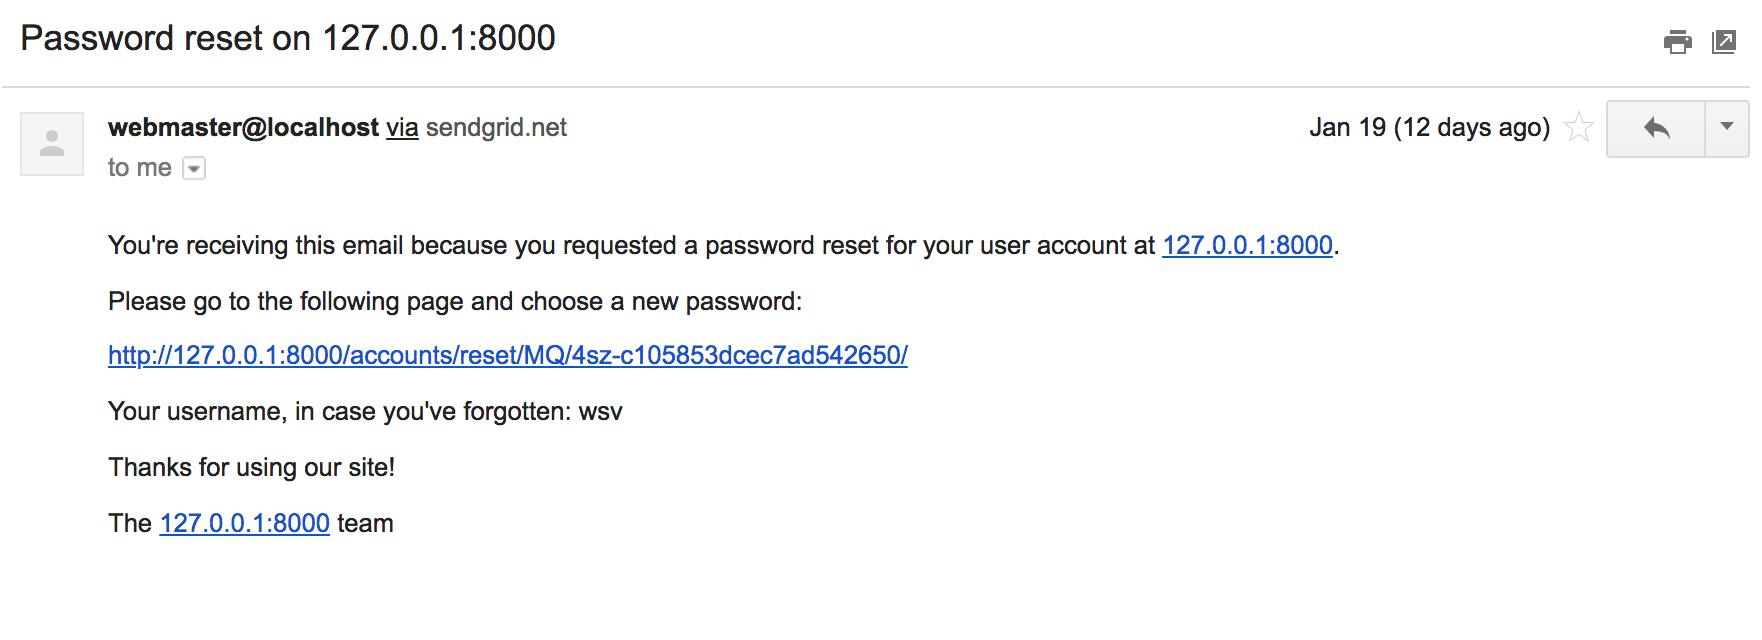 Password reset on 127.0.0.1:8000
webmaster@localhost via sendgrid.net
Jan 19 (12 days ago)
to me
You're receiving this email because you requested a password reset for your user account at 127.0.0.1:8000.
Please go to the following page and choose a new password:
http://127.0.0.1:8000/accounts/reset/MQ/4sz-c105853dcec7ad542650/
Your username, in case you've forgotten: wsv
Thanks for using our site!
The 127.0.0.1:8000 team